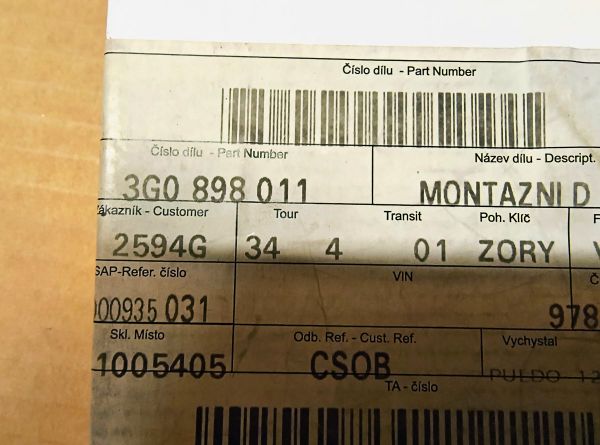 Číslo dílu - Part Number
Číslo dílu - Part Number Název dílu - Descript.
3G0 898 011 MONTAZNI D
Zákazník - Customer Tour Transit Poh. Klíč
2594G 34 4 01 ZORY
SAP-Refer. číslo VIN
000935 031 978
Skl. Místo Odb. Ref. - Cust. Ref. Vychystal
1005405 CSOB PULDO 12
TA - číslo